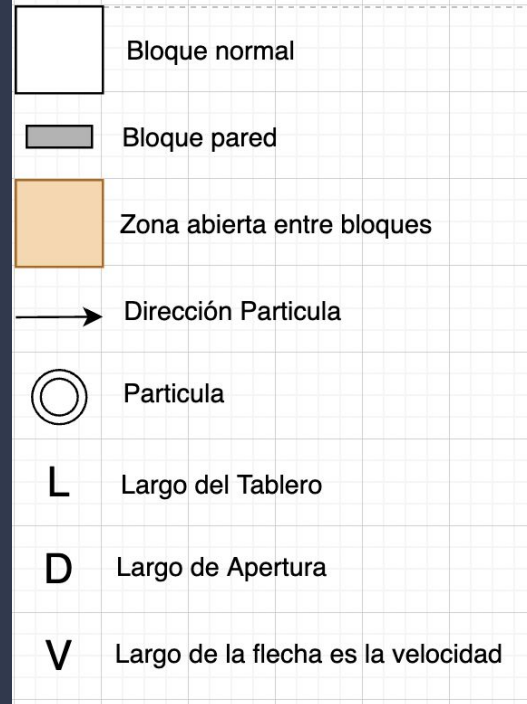 Bloque normal
Bloque pared
Zona abierta entre bloques
Dirección Particula
Particula
L Largo del Tablero
D Largo de Apertura
V Largo de la flecha es la velocidad